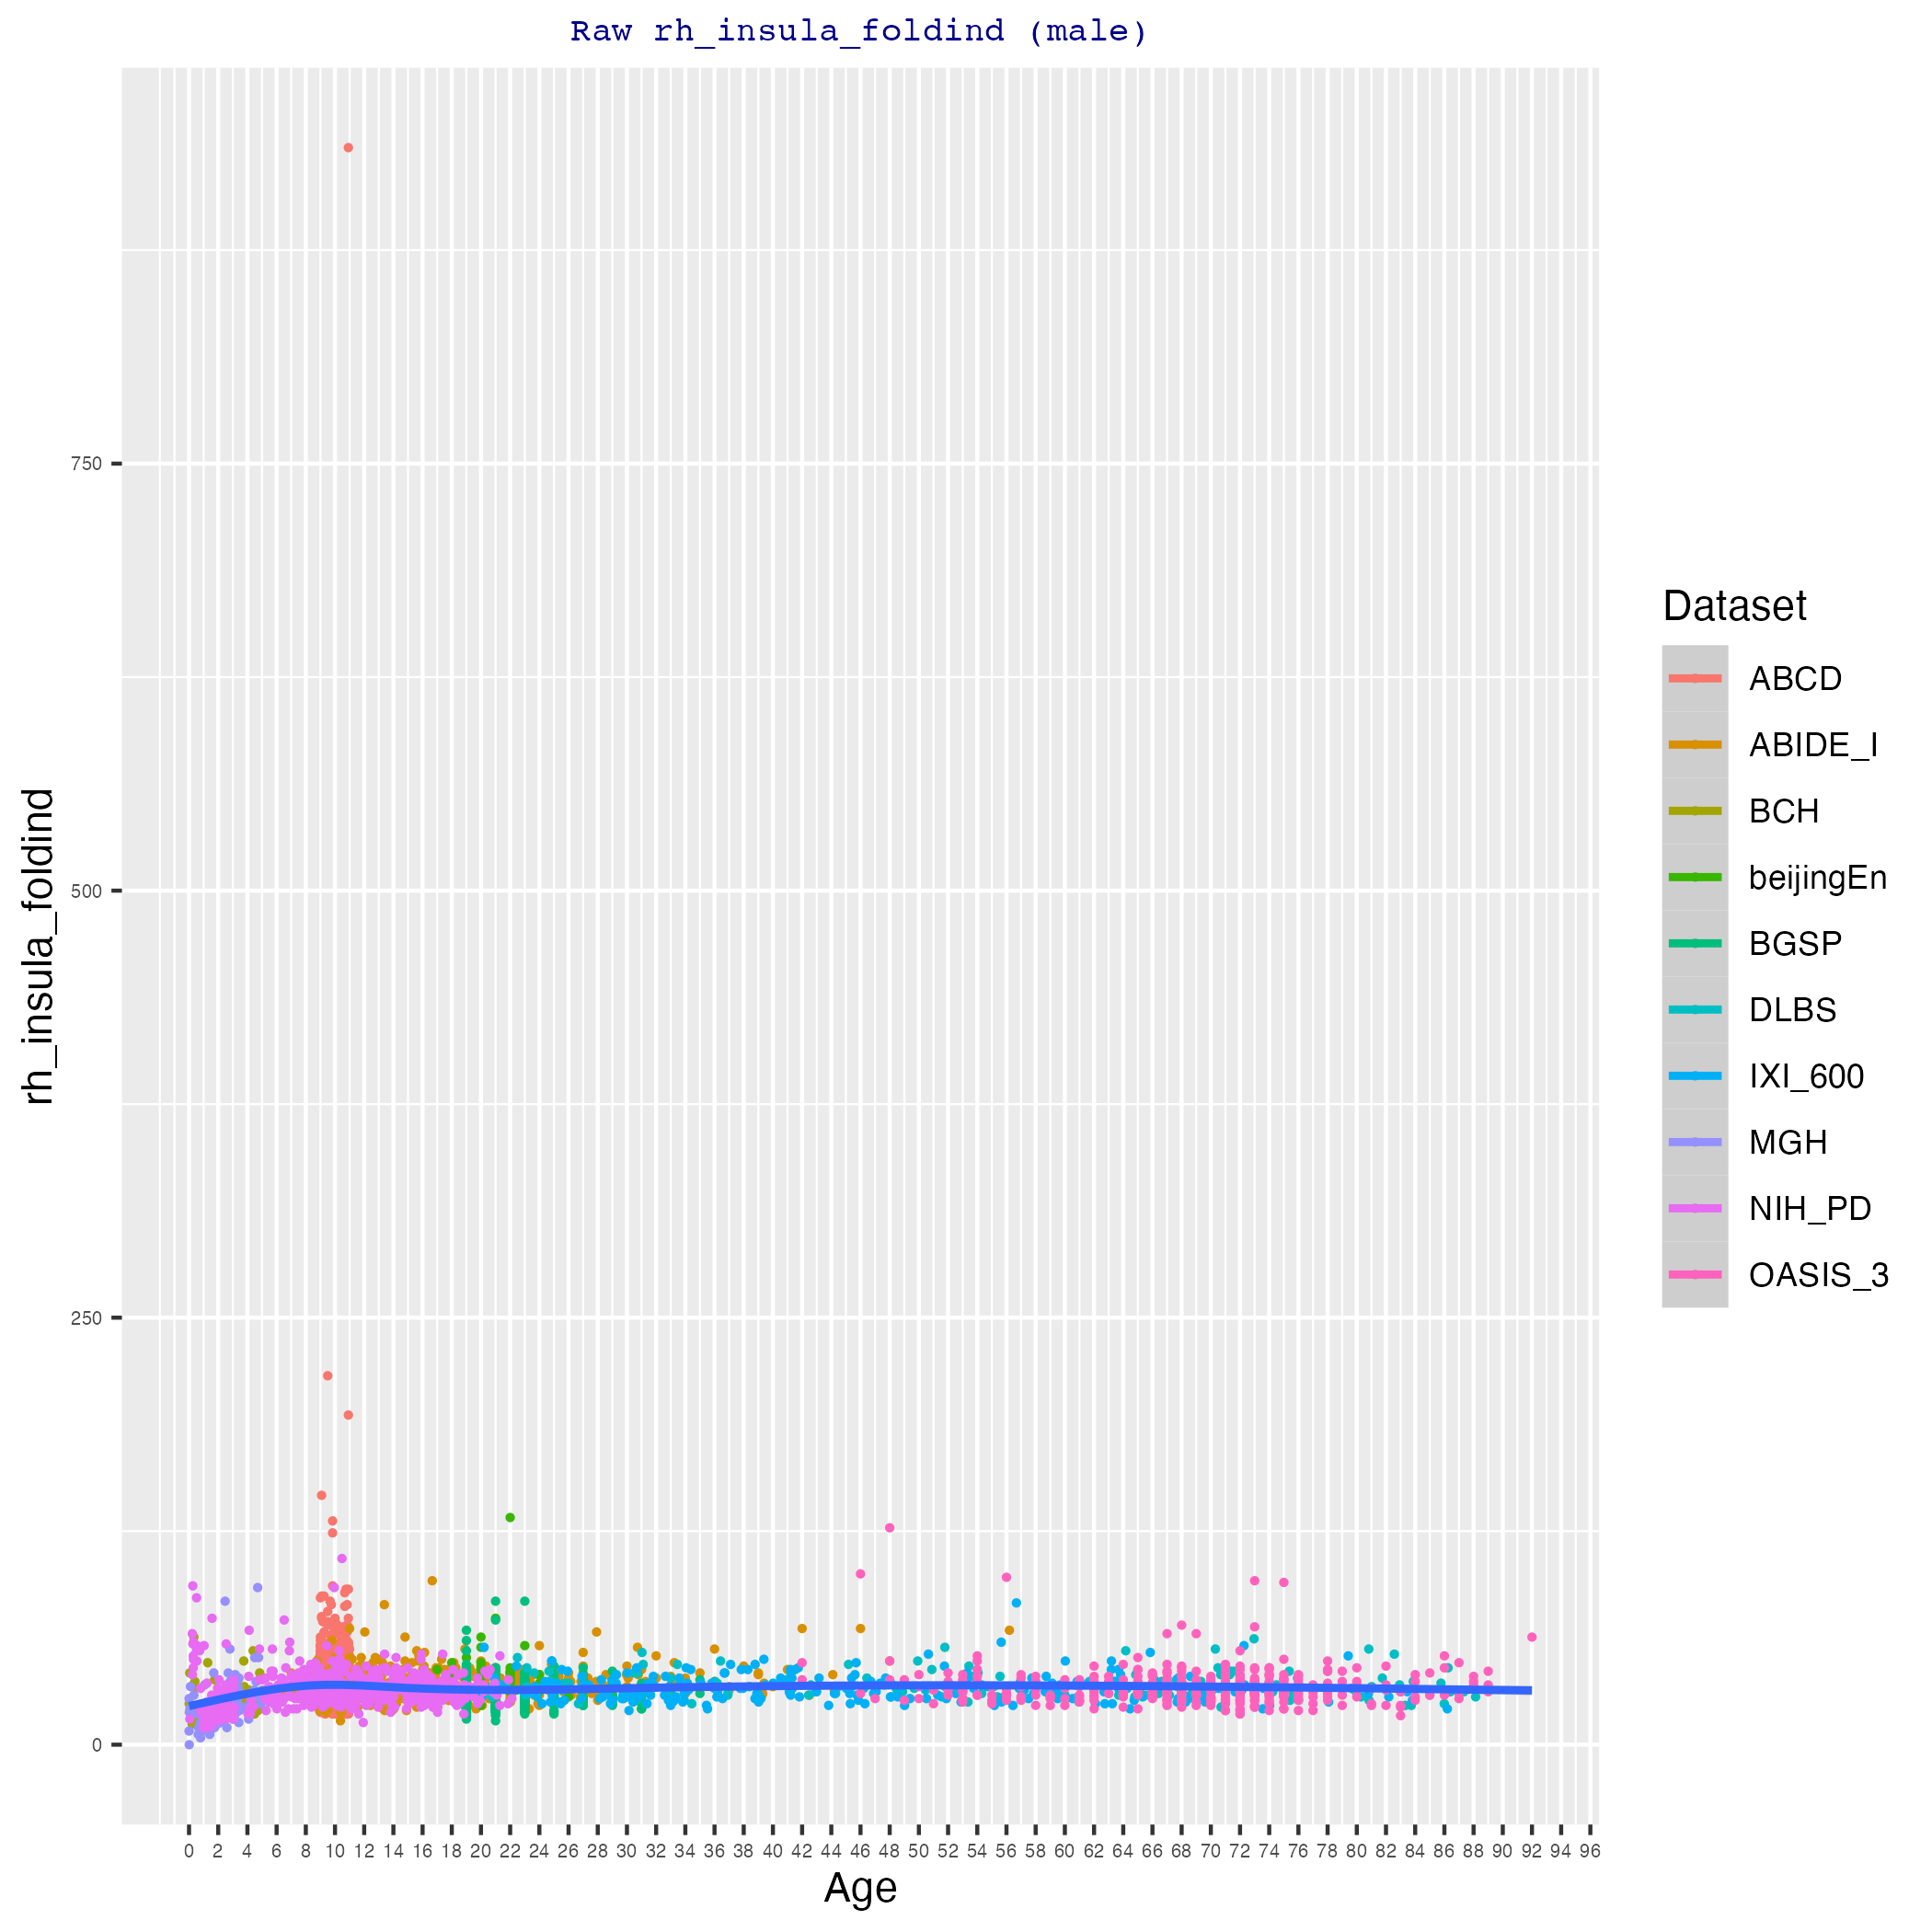 Raw rh_insula_foldind (male)
rh_insula_foldind
750
500
250
0
0 2 4 6 8 10 12 14 16 18 20 22 24 26 28 30 32 34 36 38 40 42 44 46 48 50 52 54 56 58 60 62 64 66 68 70 72 74 76 78 80 82 84 86 88 90 92 94 96
Age
Dataset
ABCD
ABIDE_I
BCH
beijingEn
BGSP
DLBS
IXI_600
MGH
NIH_PD
OASIS_3